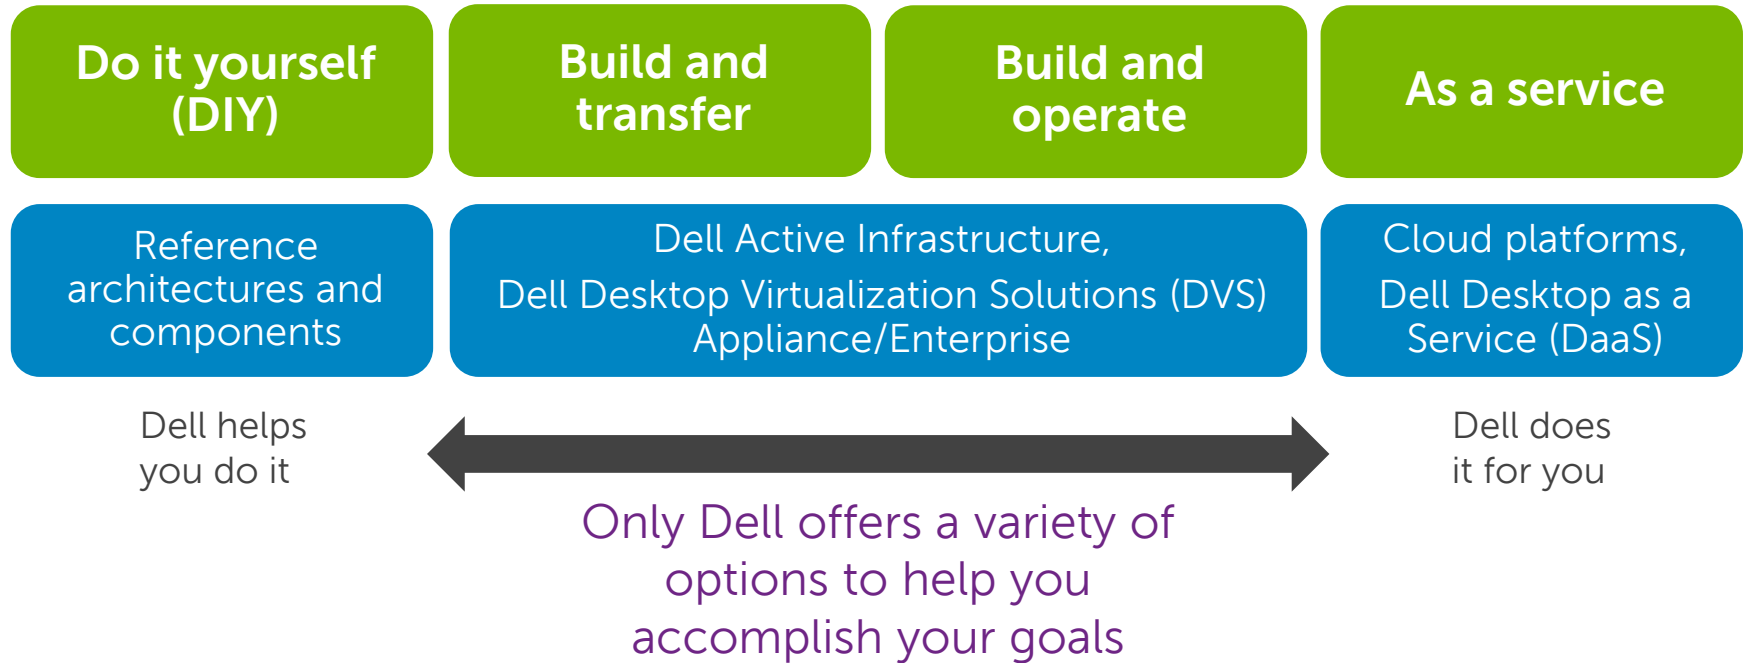 Do it yourself
(DIY)
Build and
transfer
Build and
operate
As a service
Reference
architectures and
components
Dell Active Infrastructure,
Dell Desktop Virtualization Solutions (DVS)
Appliance/Enterprise
Cloud platforms,
Dell Desktop as a
Service (DaaS)
Dell helps
you do it
Dell does
it for you
Only Dell offers a variety of
options to help you
accomplish your goals